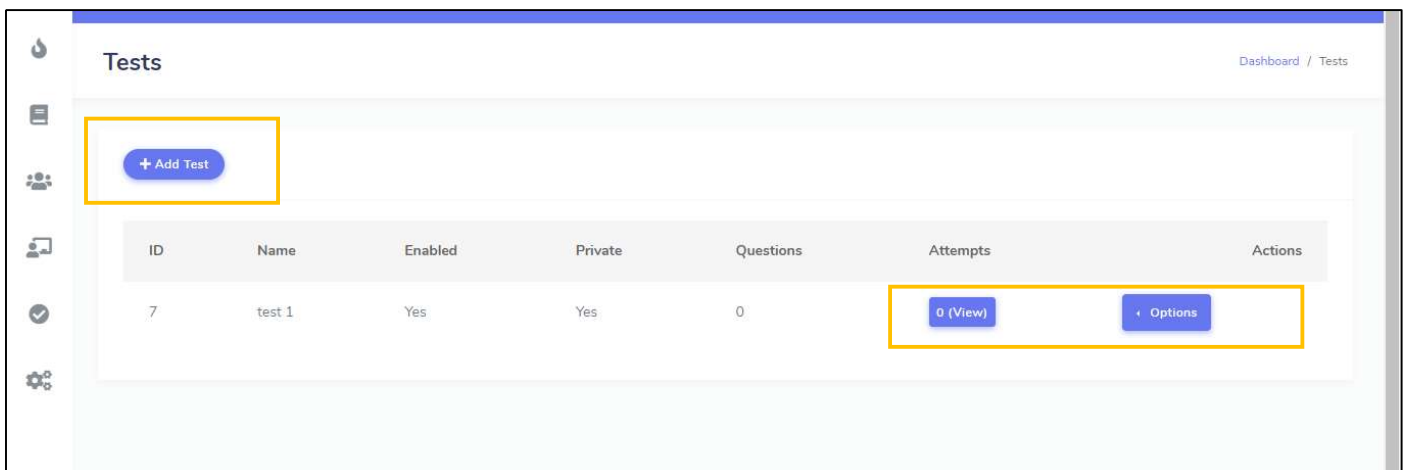 Tests
Dashboard / Tests
+ Add Test
ID Name Enabled Private Questions Attempts Actions
7 test 1 Yes Yes 0 0 (View) Options